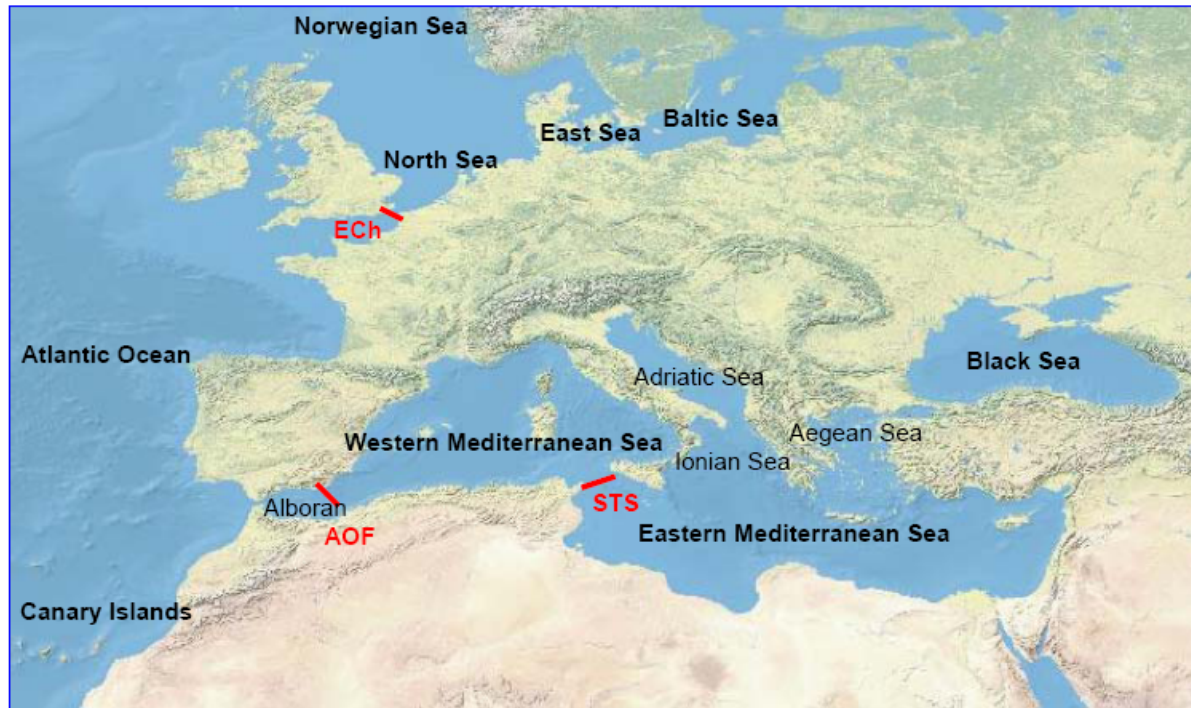 Norwegian Sea
Baltic Sea
East Sea
North Sea
ECh
Atlantic Ocean
Black Sea
Adriatic Sea
Aegean Sea
Western Mediterranean Sea
Ionian Sea
STS
Alboran
AOF
Eastern Mediterranean Sea
Canary Islands